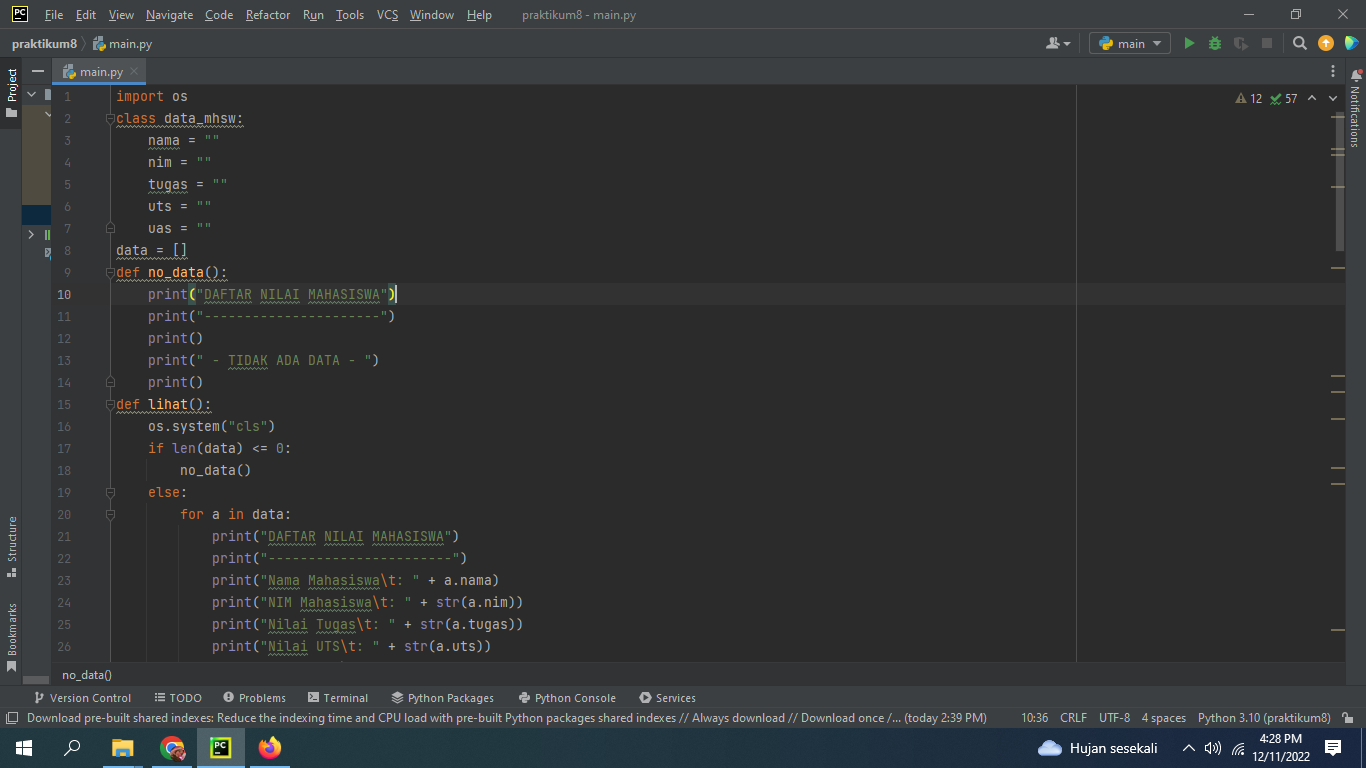 PC File Edit View Navigate Code Refactor Run Tools VCS Window Help praktikum8 - main.py
praktikum8 main.py main
Project main.py Notifications
12 57
1 import os
2 class data_mhsw:
3 nama = ""
4 nim = ""
5 tugas = ""
6 uts = ""
7 uas = ""
8 data = []
9 def no_data():
10 print("DAFTAR NILAI MAHASISWA")
11 print("----------------------")
12 print()
13 print(" - TIDAK ADA DATA - ")
14 print()
15 def lihat():
16 os.system("cls")
17 if len(data) <= 0:
18 no_data()
19 else:
20 for a in data:
21 print("DAFTAR NILAI MAHASISWA")
22 print("-----------------------")
23 print("Nama Mahasiswa\t: " + a.nama)
24 print("NIM Mahasiswa\t: " + str(a.nim))
25 print("Nilai Tugas\t: " + str(a.tugas))
26 print("Nilai UTS\t: " + str(a.uts))
Structure
Bookmarks
no_data()
Version Control TODO Problems Terminal Python Packages Python Console Services
Download pre-built shared indexes: Reduce the indexing time and CPU load with pre-built Python packages shared indexes // Always download // Download once /... (today 2:39 PM) 10:36 CRLF UTF-8 4 spaces Python 3.10 (praktikum8)
PC Hujan sesekali 4:28 PM
12/11/2022